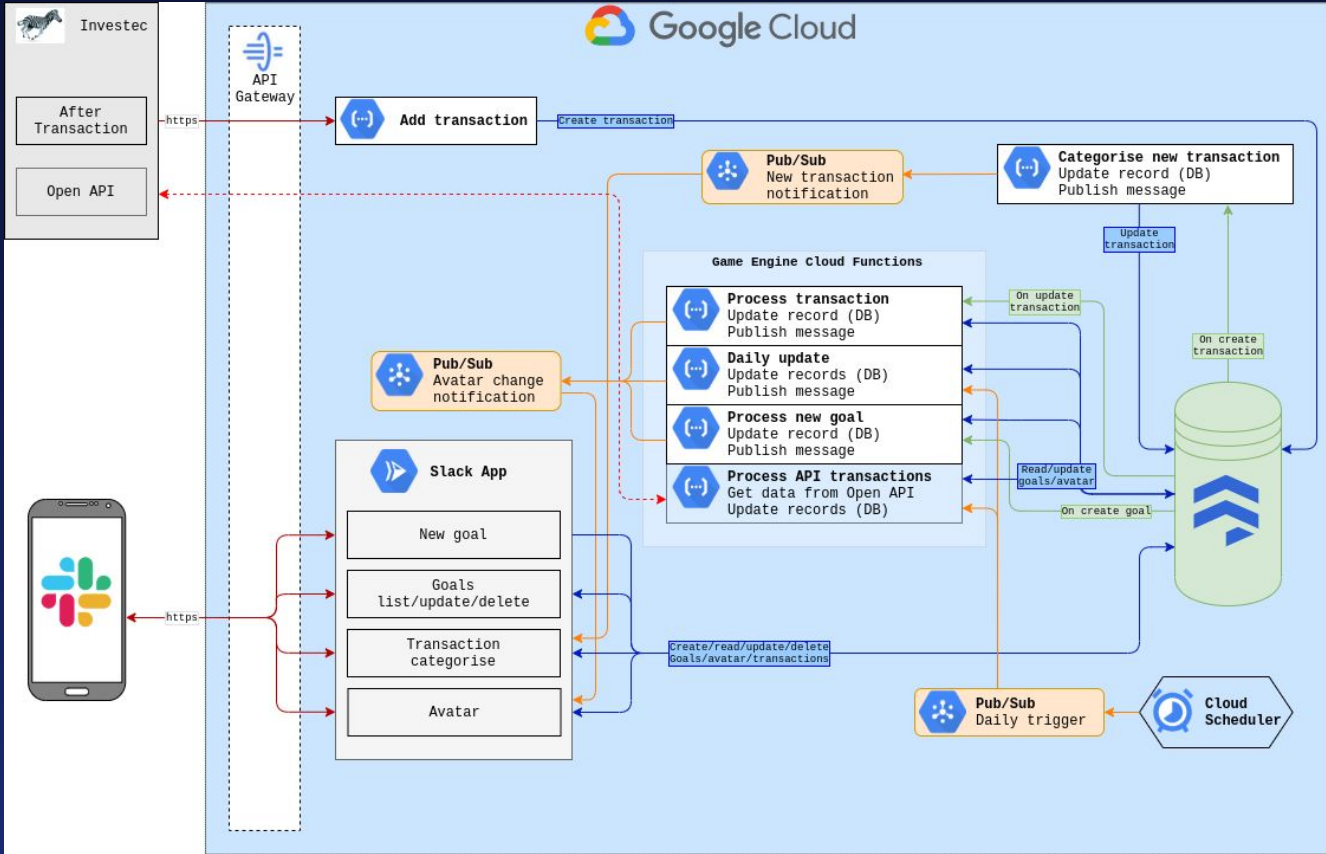 Investec
Google Cloud
API
Gateway
After
Transaction
https
Add transaction
Create transaction
Open API
Pub/Sub
New transaction
notification
Categorise new transaction
Update record (DB)
Publish message
Update
transaction
Game Engine Cloud Functions
Process transaction
Update record (DB)
Publish message
On update
transaction
On create
transaction
Daily update
Update records (DB)
Publish message
Pub/Sub
Avatar change
notification
Process new goal
Update record (DB)
Publish message
Process API transactions
Get data from Open API
Update records (DB)
Read/update
goals/avatar
On create goal
Slack App
New goal
Goals
list/update/delete
Transaction
categorise
Avatar
https
Create/read/update/delete
Goals/avatar/transactions
Pub/Sub
Daily trigger
Cloud
Scheduler